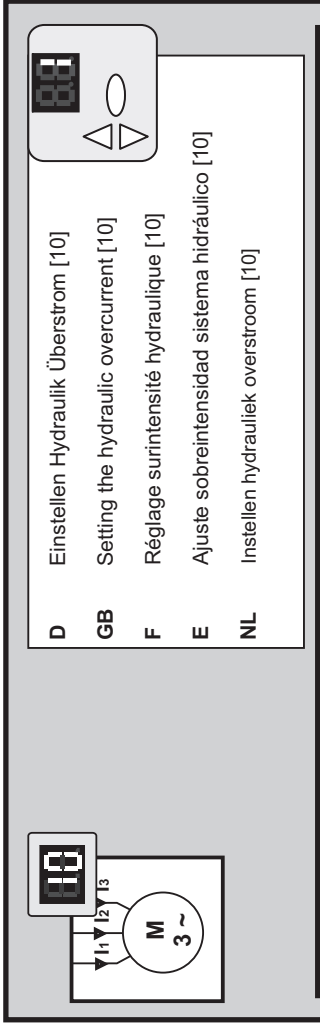 10
I1 I2 I3
M
3 ~
D Einstellen Hydraulik Überstrom [10]
GB Setting the hydraulic overcurrent [10]
F Réglage surintensité hydraulique [10]
E Ajuste sobreintensidad sistema hidráulico [10]
NL Instellen hydrauliek overstroom [10]